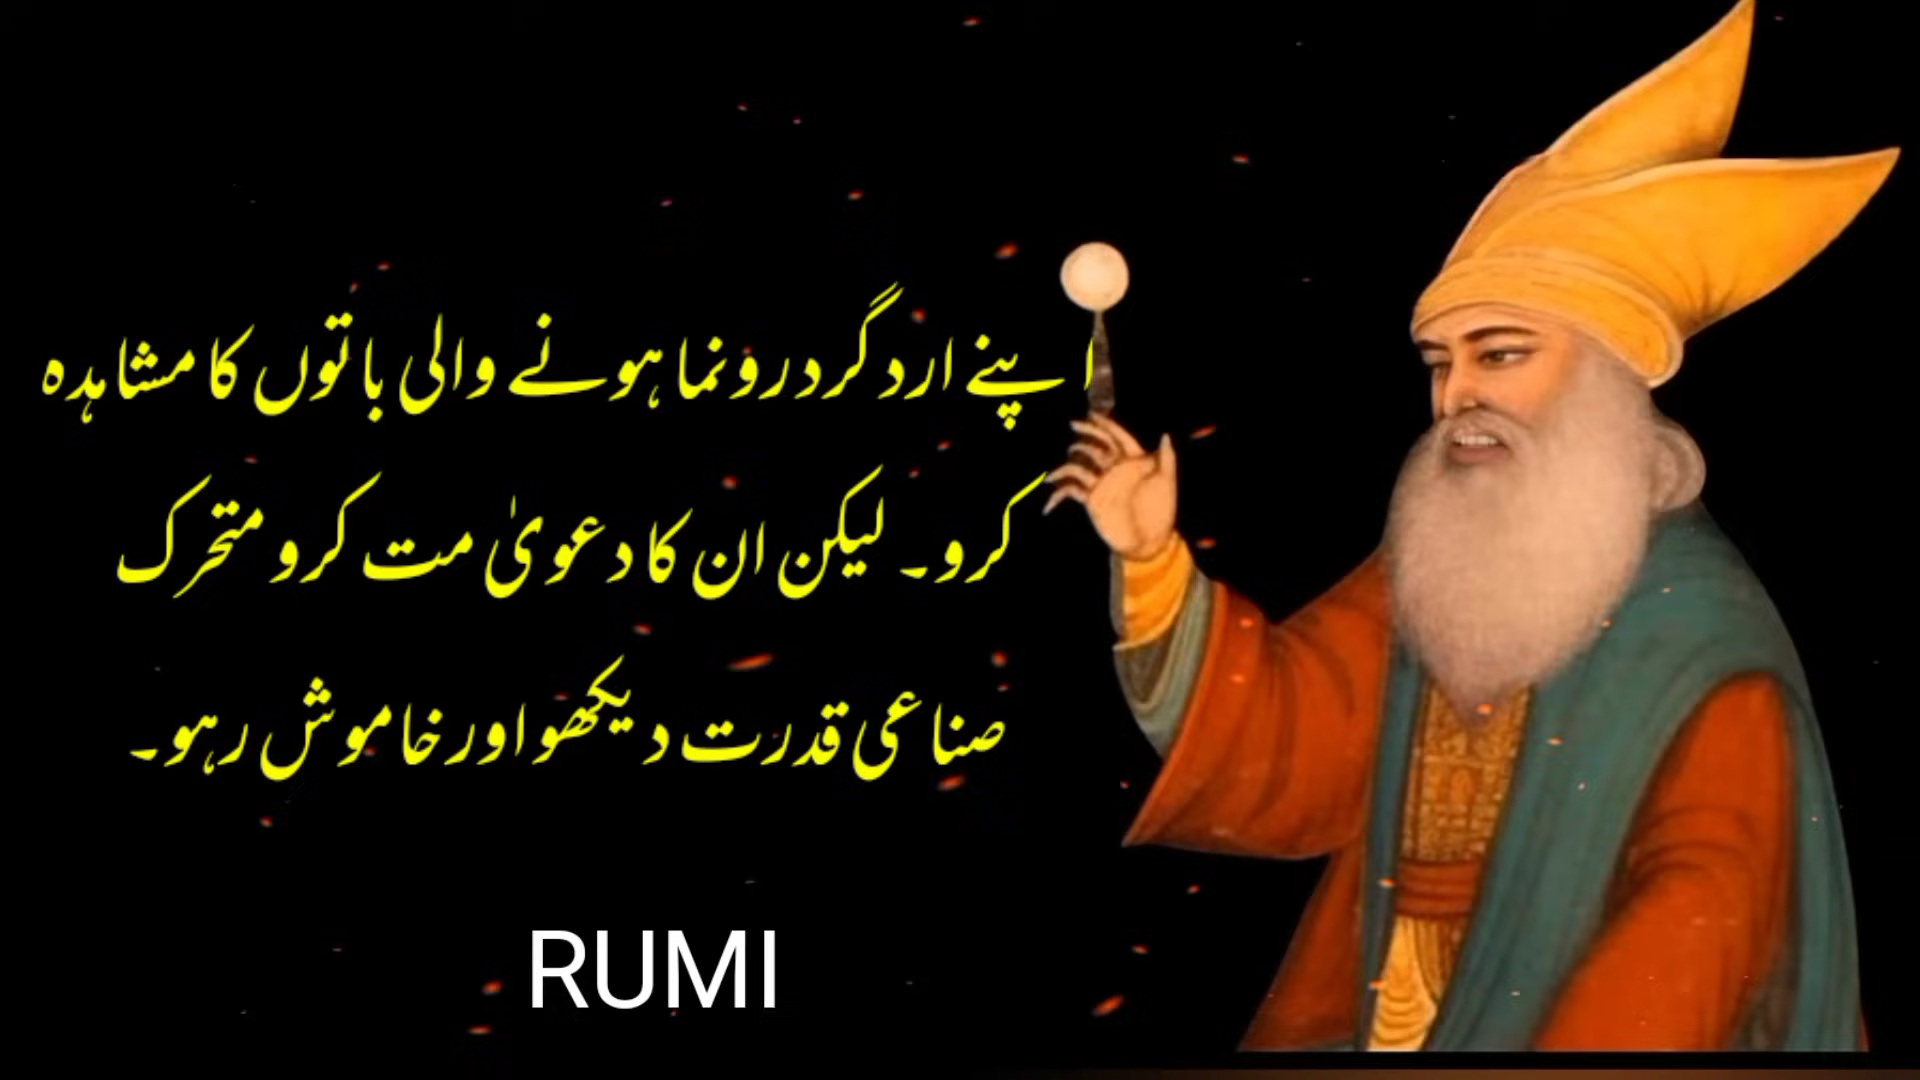 اپنے ارد گرد رونما ہونے والی باتوں کا مشاہدہ
کرو۔ لیکن ان کا دعویٰ مت کرو متحرک
صناعی قدرت دیکھو اور خاموش رہو۔
RUMI